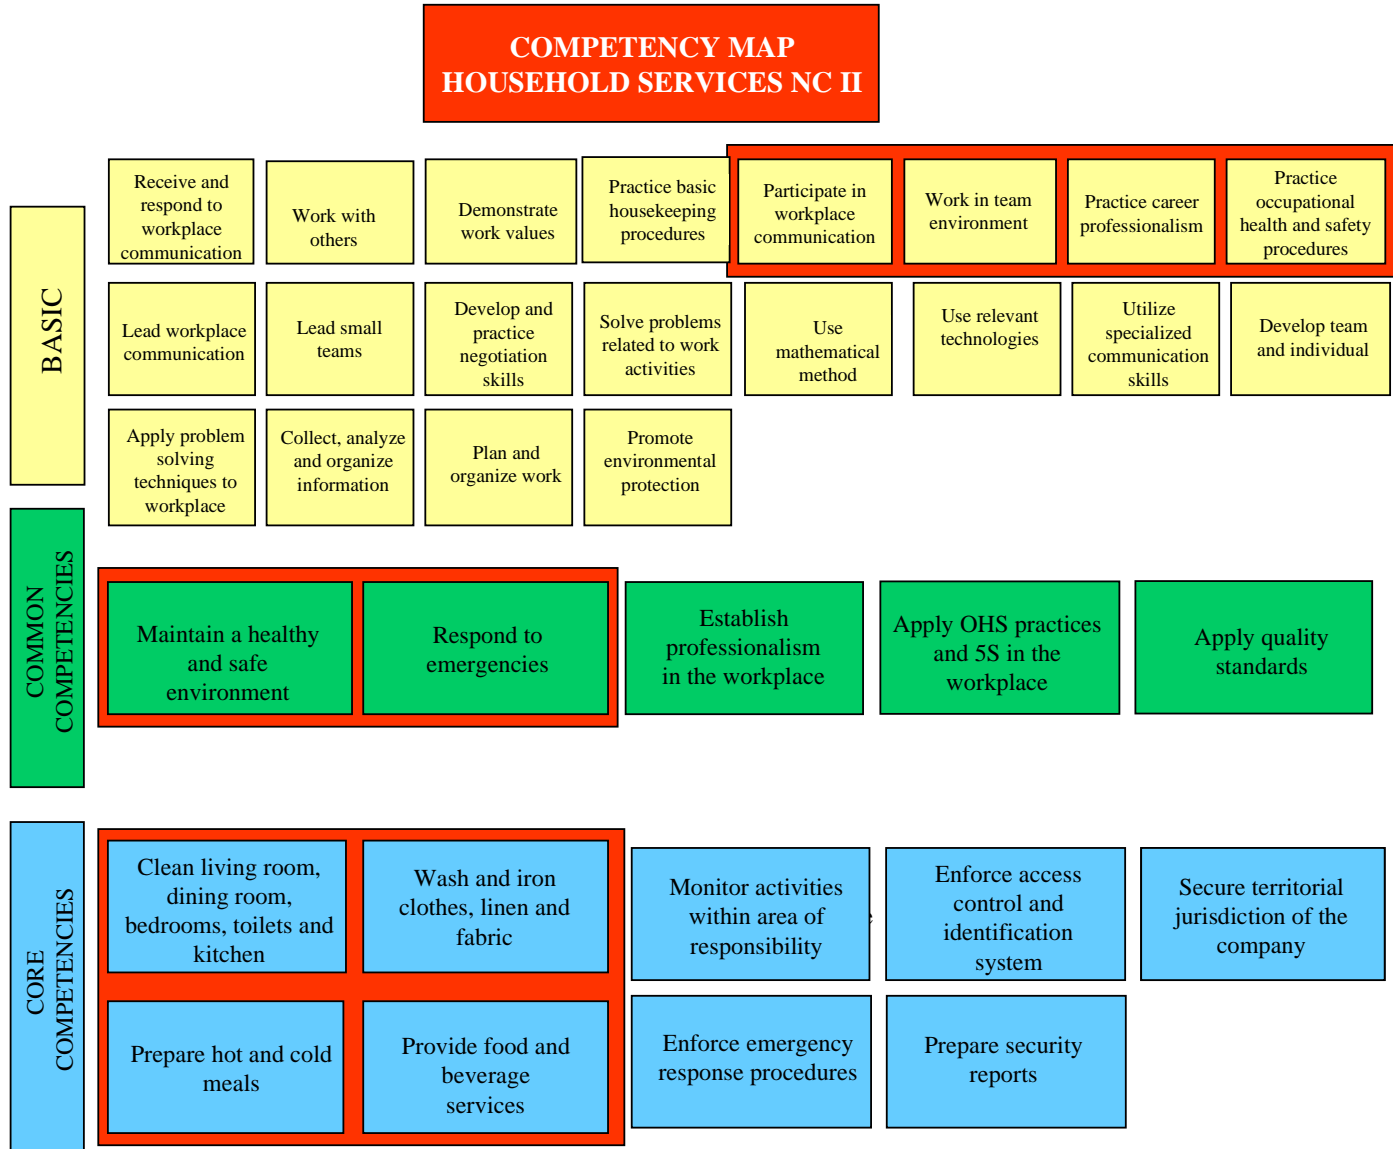 COMPETENCY MAP
HOUSEHOLD SERVICES NC II
BASIC
Receive and
respond to
workplace
communication
Work with
others
Demonstrate
work values
Practice basic
housekeeping
procedures
Participate in
workplace
communication
Work in team
environment
Practice career
professionalism
Practice
occupational
health and safety
procedures
Lead workplace
communication
Lead small
teams
Develop and
practice
negotiation
skills
Solve problems
related to work
activities
Use
mathematical
method
Use relevant
technologies
Utilize
specialized
communication
skills
Develop team
and individual
Apply problem
solving
techniques to
workplace
Collect, analyze
and organize
information
Plan and
organize work
Promote
environmental
protection
COMMON
COMPETENCIES
Maintain a healthy
and safe
environment
Respond to
emergencies
Establish
professionalism
in the workplace
Apply OHS practices
and 5S in the
workplace
Apply quality
standards
CORE
COMPETENCIES
Clean living room,
dining room,
bedrooms, toilets and
kitchen
Wash and iron
clothes, linen and
fabric
Monitor activities
within area of
responsibility
Enforce access
control and
identification
system
Secure territorial
jurisdiction of the
company
Prepare hot and cold
meals
Provide food and
beverage
services
Enforce emergency
response procedures
Prepare security
reports